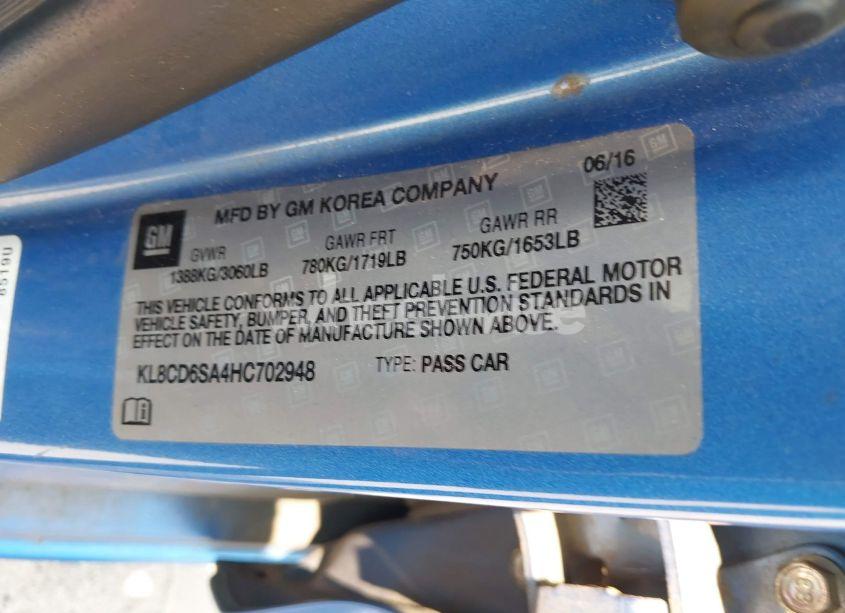 MFD BY GM KOREA COMPANY
06/16
GM
GVWR
GAWR FRT
GAWR RR
1388KG/3060LB
780KG/1719LB
750KG/1653LB
THIS VEHICLE CONFORMS TO ALL APPLICABLE U.S. FEDERAL MOTOR
VEHICLE SAFETY, BUMPER, AND THEFT PREVENTION STANDARDS IN
EFFECT ON THE DATE OF MANUFACTURE SHOWN ABOVE.
KL8CD6SA4HC702948
TYPE: PASS CAR
8519U